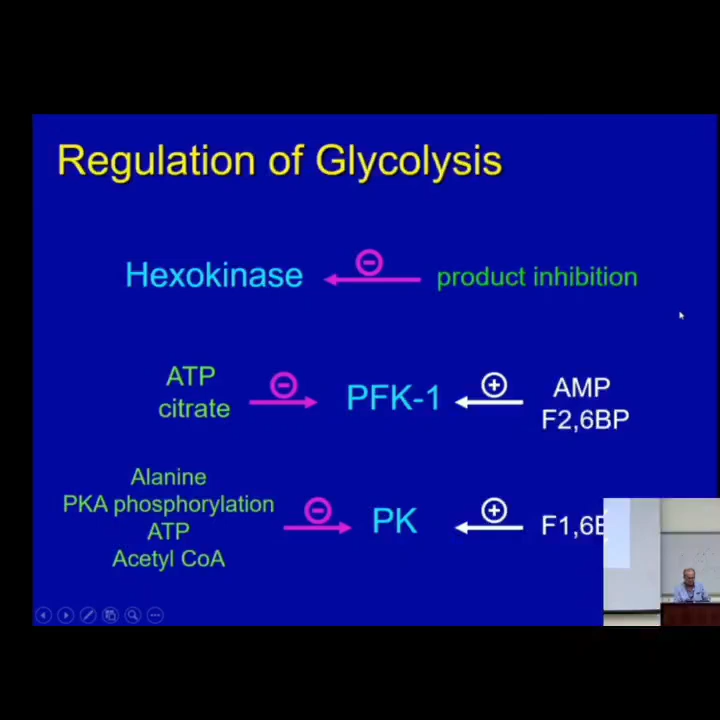 Regulation of Glycolysis
Hexokinase
product inhibition
ATP
citrate
PFK-1
AMP
F2,6BP
Alanine
PKA phosphorylation
ATP
Acetyl CoA
PK